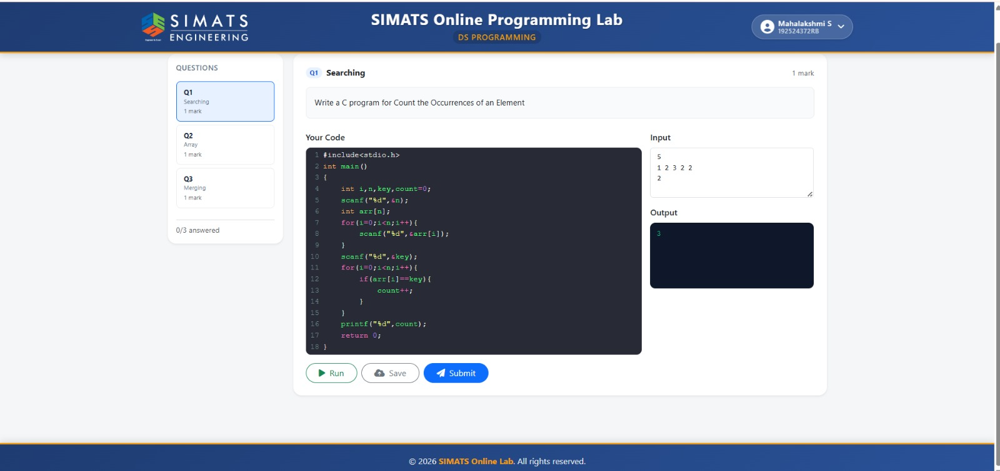 SIMATS
ENGINEERING
SIMATS Online Programming Lab
DS PROGRAMMING
Mahalakshmi S
192524372RB
QUESTIONS
Q1
Searching
1 mark
Q2
Array
1 mark
Q3
Merging
1 mark
0/3 answered
Q1 Searching
1 mark
Write a C program for Count the Occurrences of an Element
Your Code
1 #include<stdio.h>
2 int main()
3 {
4     int i,n,key,count=0;
5     scanf("%d",&n);
6     int arr[n];
7     for(i=0;i<n;i++){
8         scanf("%d",&arr[i]);
9     }
10     scanf("%d",&key);
11     for(i=0;i<n;i++){
12         if(arr[i]==key){
13             count++;
14         }
15     }
16     printf("%d",count);
17     return 0;
18 }
Input
5
1 2 3 2 2
2
Output
3
Run
Save
Submit
© 2026 SIMATS Online Lab. All rights reserved.